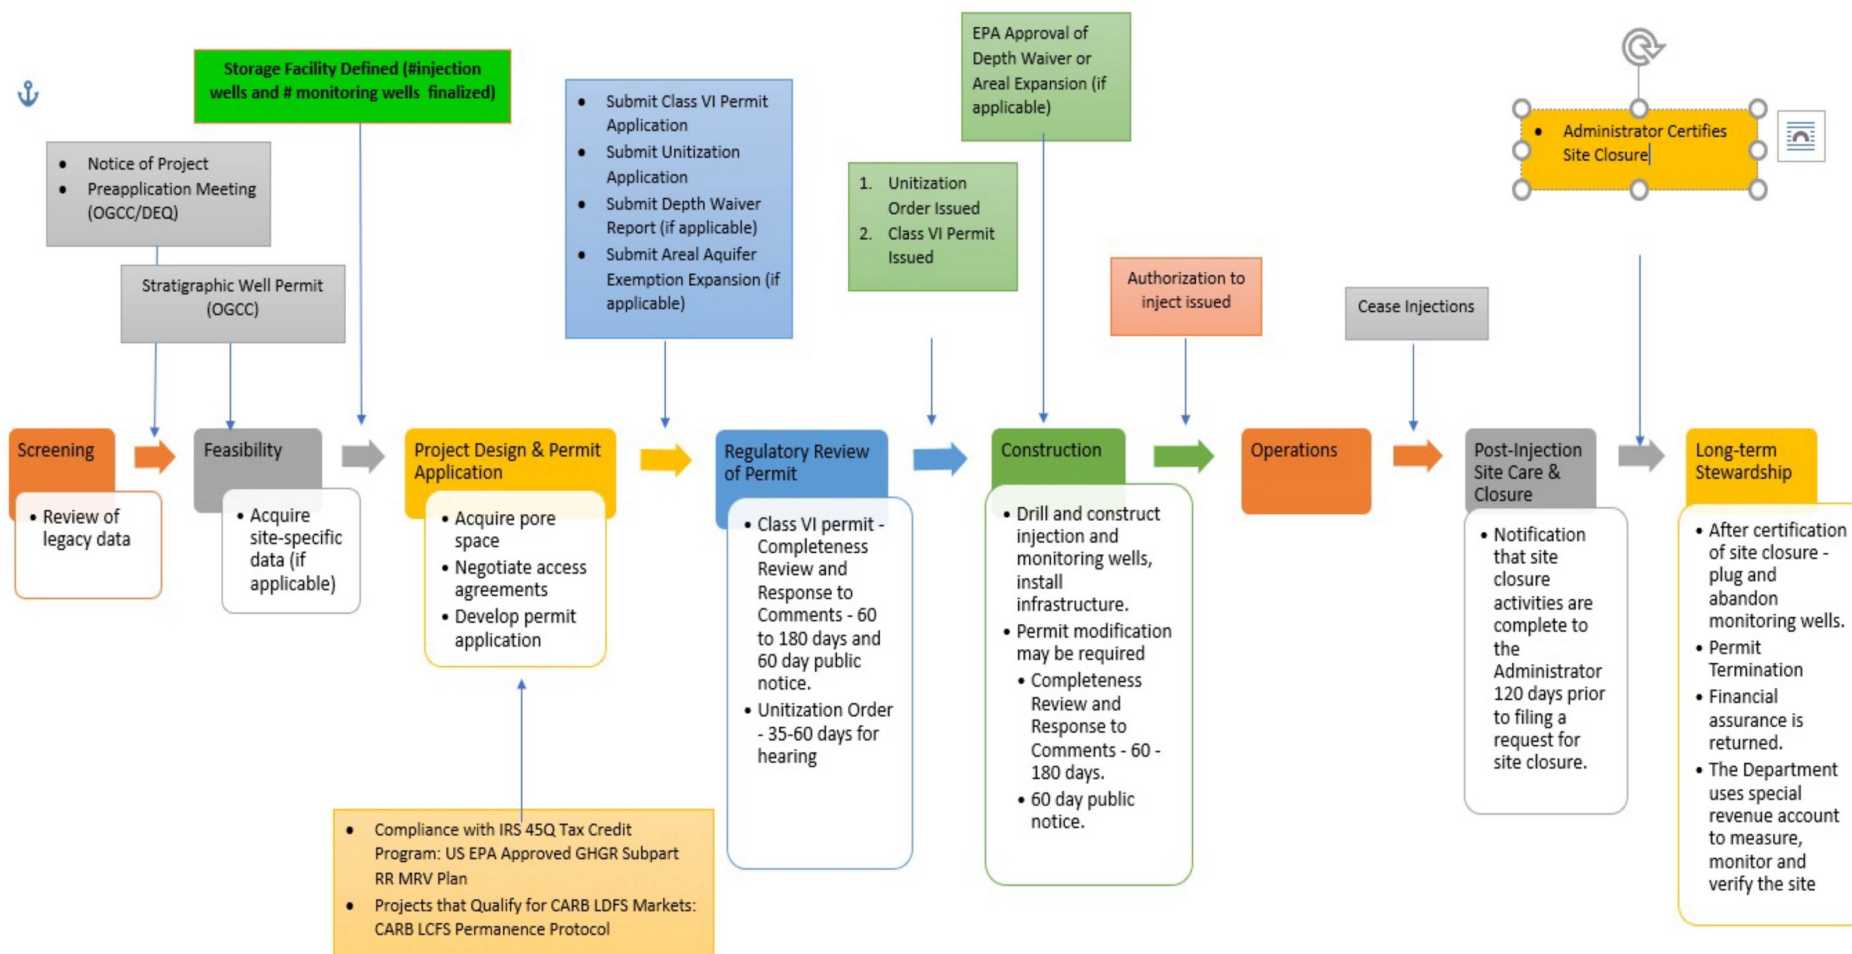 Storage Facility Defined (#injection
wells and # monitoring wells finalized)
• Notice of Project
• Preapplication Meeting
(OGCC/DEQ)
Stratigraphic Well Permit
(OGCC)
• Submit Class VI Permit
Application
• Submit Unitization
Application
• Submit Depth Waiver
Report (if applicable)
• Submit Areal Aquifer
Exemption Expansion (if
applicable)
1. Unitization
Order Issued
2. Class VI Permit
Issued
EPA Approval of
Depth Waiver or
Areal Expansion (if
applicable)
Authorization to
inject issued
Cease Injections
• Administrator Certifies
Site Closure
Screening
• Review of
legacy data
Feasibility
• Acquire
site-specific
data (if
applicable)
Project Design & Permit
Application
• Acquire pore
space
• Negotiate access
agreements
• Develop permit
application
Regulatory Review
of Permit
• Class VI permit -
Completeness
Review and
Response to
Comments - 60
to 180 days and
60 day public
notice.
• Unitization Order
- 35-60 days for
hearing
Construction
• Drill and construct
injection and
monitoring wells,
install
infrastructure.
• Permit modification
may be required
• Completeness
Review and
Response to
Comments - 60 -
180 days.
• 60 day public
notice.
Operations
Post-Injection
Site Care &
Closure
• Notification
that site
closure
activities are
complete to
the
Administrator
120 days prior
to filing a
request for
site closure.
Long-term
Stewardship
• After certification
of site closure -
plug and
abandon
monitoring wells.
• Permit
Termination
• Financial
assurance is
returned.
• The Department
uses special
revenue account
to measure,
monitor and
verify the site
• Compliance with IRS 45Q Tax Credit
Program: US EPA Approved GHGR Subpart
RR MRV Plan
• Projects that Qualify for CARB LDFS Markets:
CARB LCFS Permanence Protocol